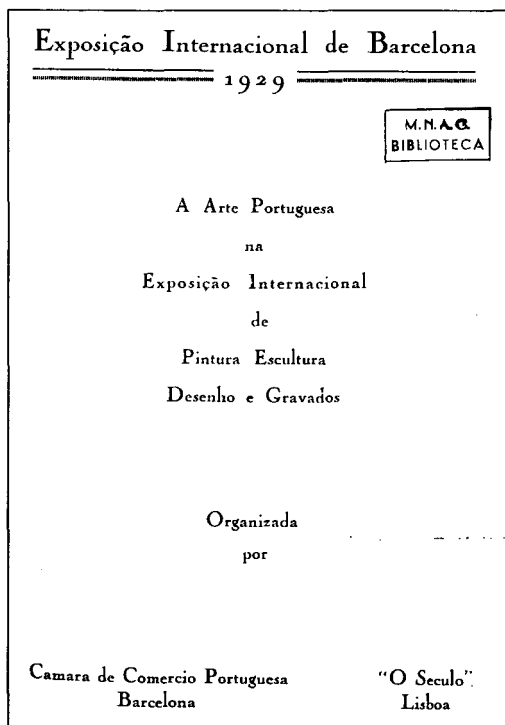 Exposição Internacional de Barcelona
1929
M.N.A.C.
BIBLIOTECA
A Arte Portuguesa
na
Exposição Internacional
de
Pintura Escultura
Desenho e Gravados
Organizada
por
Camara de Comercio Portuguesa
Barcelona
"O Seculo".
Lisboa